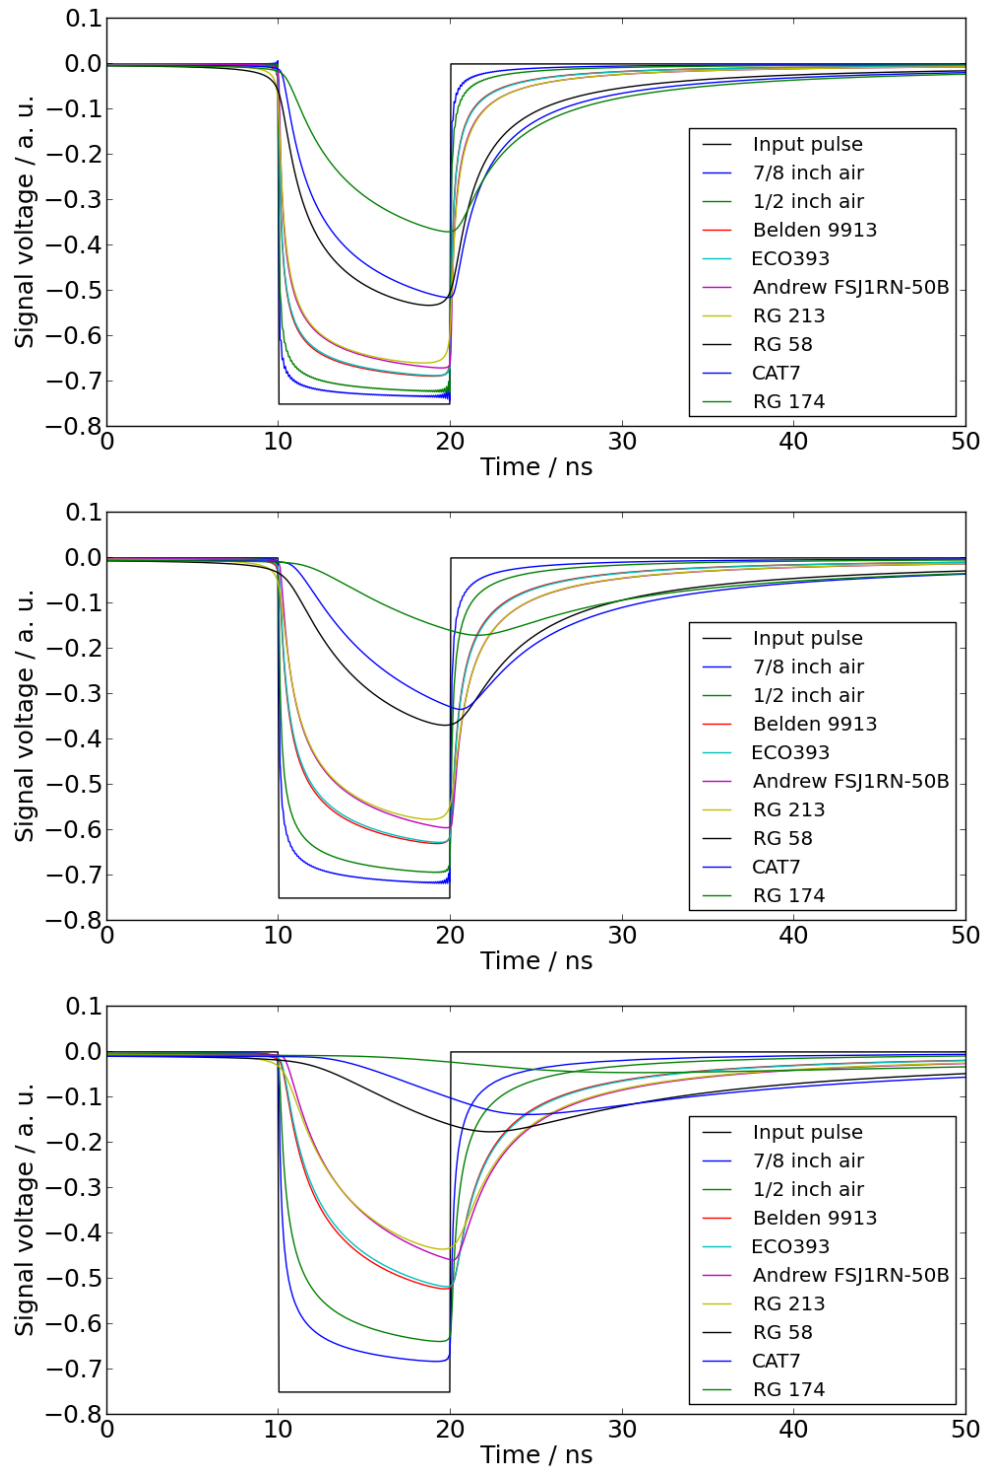 0.1
0.0
−0.1
−0.2
−0.3
−0.4
−0.5
−0.6
−0.7
−0.8
Signal voltage / a. u.
0 10 20 30 40 50
Time / ns
Input pulse
7/8 inch air
1/2 inch air
Belden 9913
ECO393
Andrew FSJ1RN-50B
RG 213
RG 58
CAT7
RG 174
0.1
0.0
−0.1
−0.2
−0.3
−0.4
−0.5
−0.6
−0.7
−0.8
Signal voltage / a. u.
0 10 20 30 40 50
Time / ns
Input pulse
7/8 inch air
1/2 inch air
Belden 9913
ECO393
Andrew FSJ1RN-50B
RG 213
RG 58
CAT7
RG 174
0.1
0.0
−0.1
−0.2
−0.3
−0.4
−0.5
−0.6
−0.7
−0.8
Signal voltage / a. u.
0 10 20 30 40 50
Time / ns
Input pulse
7/8 inch air
1/2 inch air
Belden 9913
ECO393
Andrew FSJ1RN-50B
RG 213
RG 58
CAT7
RG 174